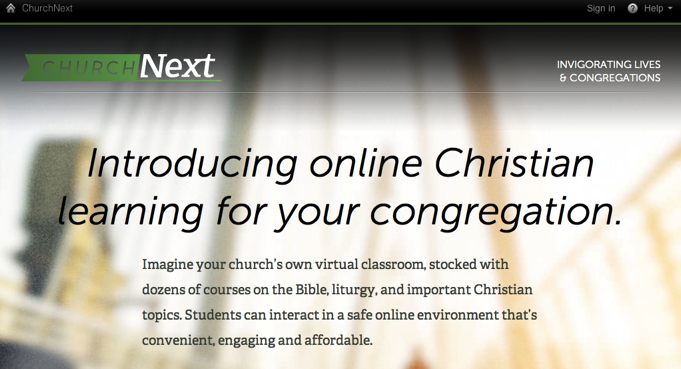 ChurchNext
Sign in
Help
CHURCHNext
INVIGORATING LIVES
& CONGREGATIONS
Introducing online Christian
learning for your congregation.
Imagine your church's own virtual classroom, stocked with
dozens of courses on the Bible, liturgy, and important Christian
topics. Students can interact in a safe online environment that's
convenient, engaging and affordable.